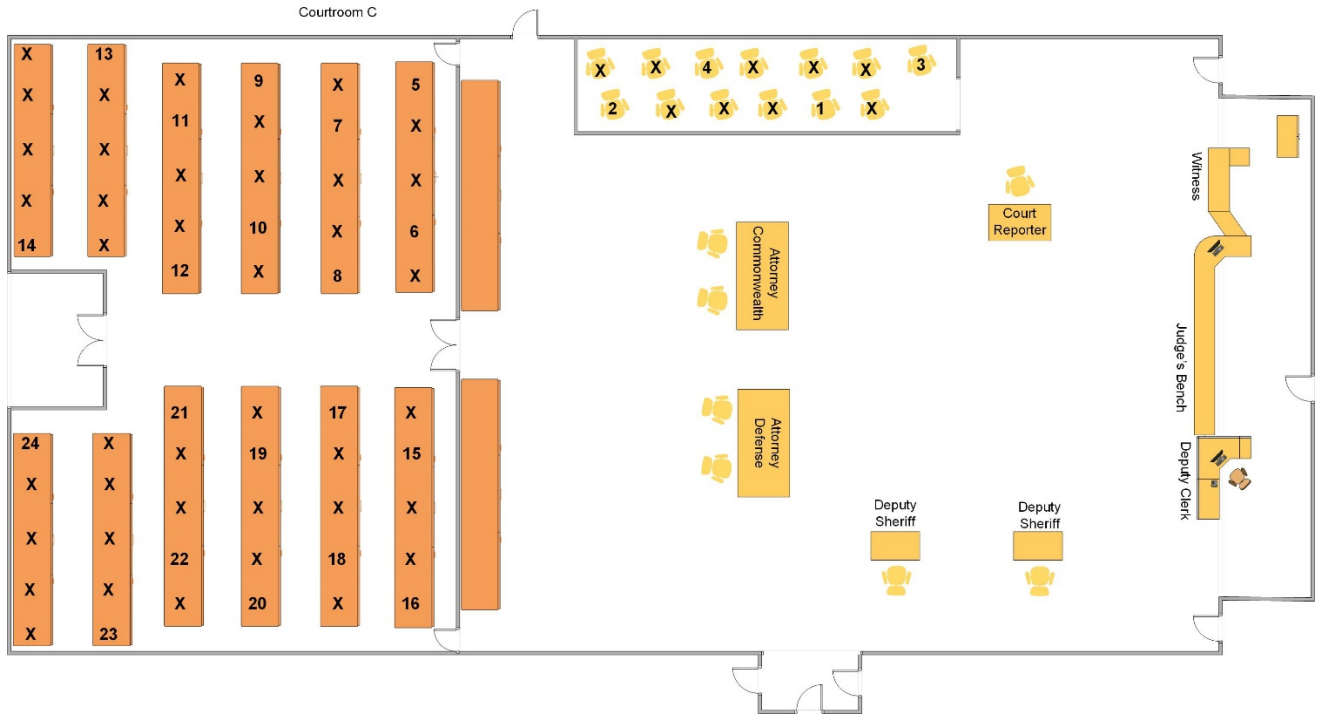 Courtroom C
X 13
X 9 X 5
X X
11 X 7 X
X X
X X X X
X X
X 10 X 6
14 X
12 X 8 X
21 X 17 X
24 X
X 19 X 15
X X
X X X X
X X
22 X 18 X
X X
X 20 X 16
X 23
X X 4 X X X 3
2 X X X 1 X
Court
Reporter
Attorney
Commonwealth
Attorney
Defense
Deputy
Sheriff
Deputy
Sheriff
Witness
Judge's Bench
Deputy Clerk